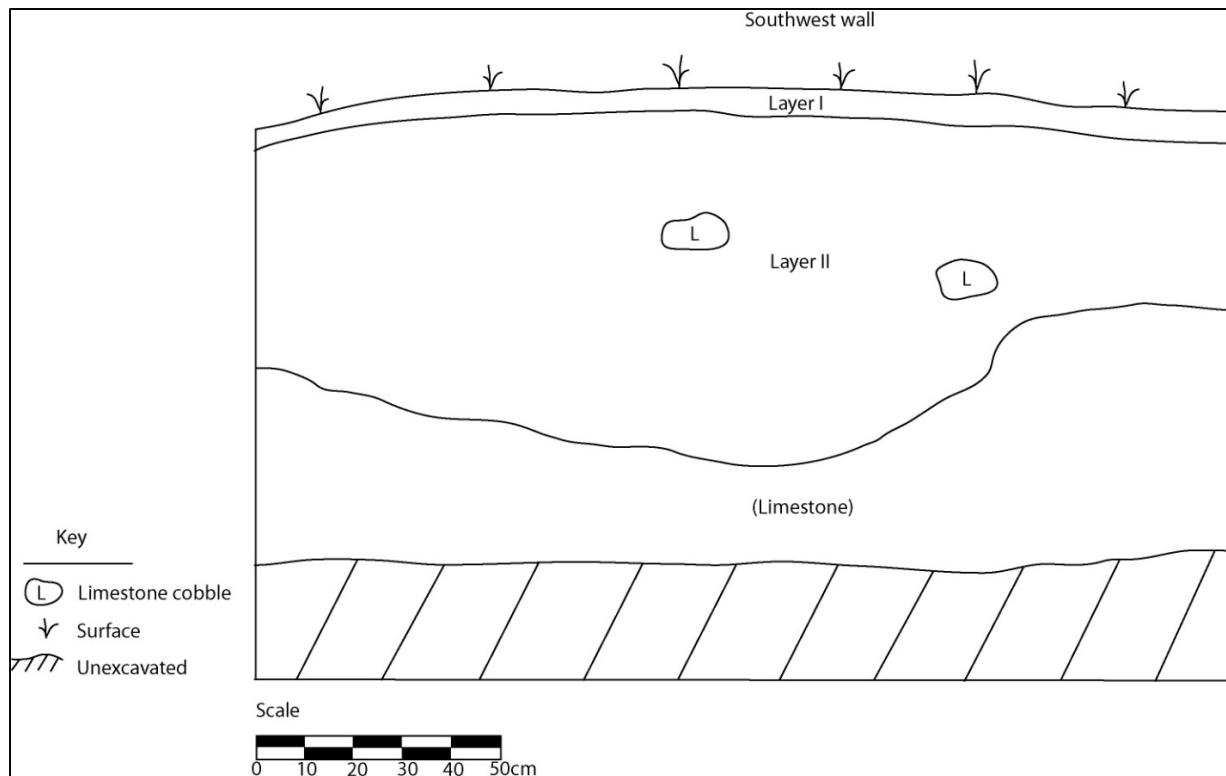 Southwest wall
Layer I
L
Layer II
L
(Limestone)
Key
L Limestone cobble
Surface
Unexcavated
Scale
0 10 20 30 40 50cm